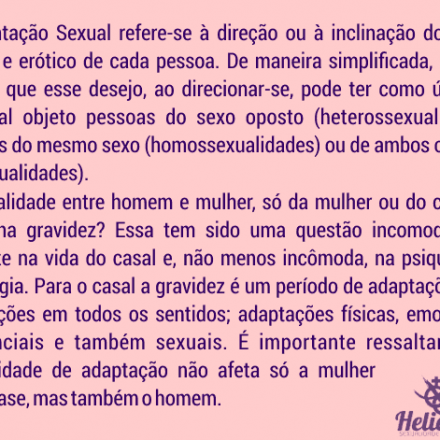 tação Sexual refere-se à direção ou à inclinação do
e erótico de cada pessoa. De maneira simplificada,
que esse desejo, ao direcionar-se, pode ter como ú
al objeto pessoas do sexo oposto (heterossexual
s do mesmo sexo (homossexualidades) ou de ambos o
ualidades).
alidade entre homem e mulher, só da mulher ou do c
na gravidez? Essa tem sido uma questão incomod
te na vida do casal e, não menos incômoda, na psiqu
gia. Para o casal a gravidez é um período de adaptaçõ
ções em todos os sentidos; adaptações físicas, emo
nciais e também sexuais. É importante ressaltar
idade de adaptação não afeta só a mulher
ase, mas também o homem.
Helio